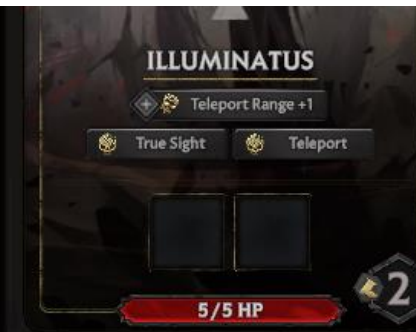 ILLUMINATUS
Teleport Range +1
True Sight Teleport
5/5 HP
2